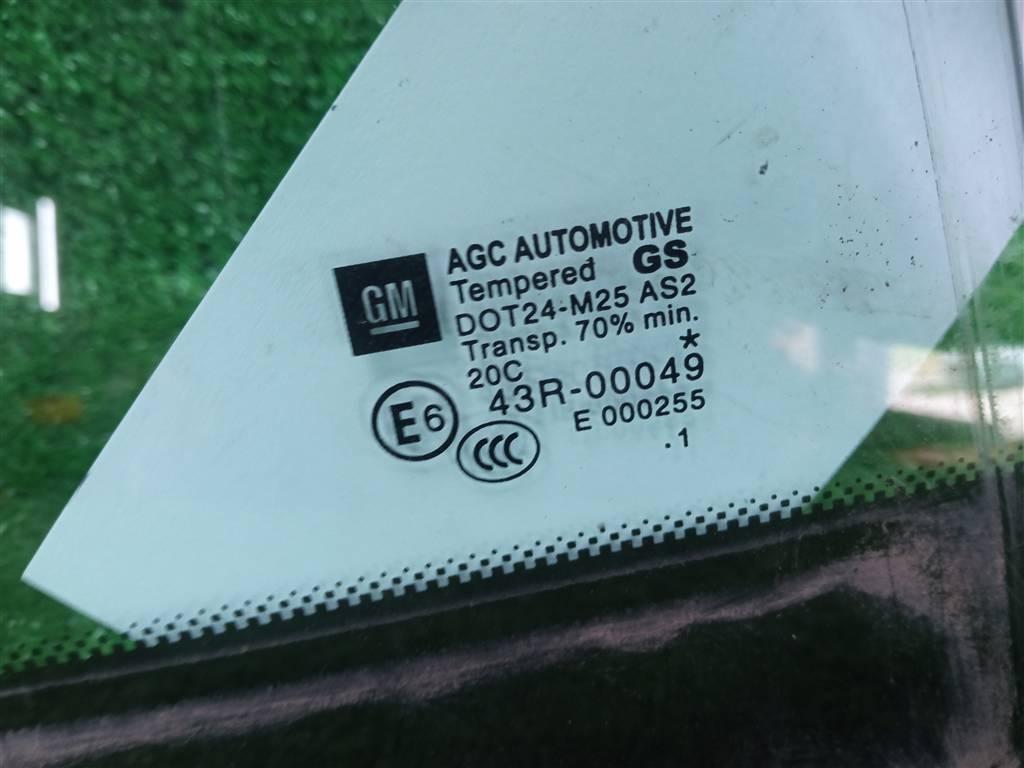 GM
AGC AUTOMOTIVE
Tempered GS
DOT24-M25 AS2
Transp. 70% min.
20C *
E6 43R-00049
CCC E 000255
.1